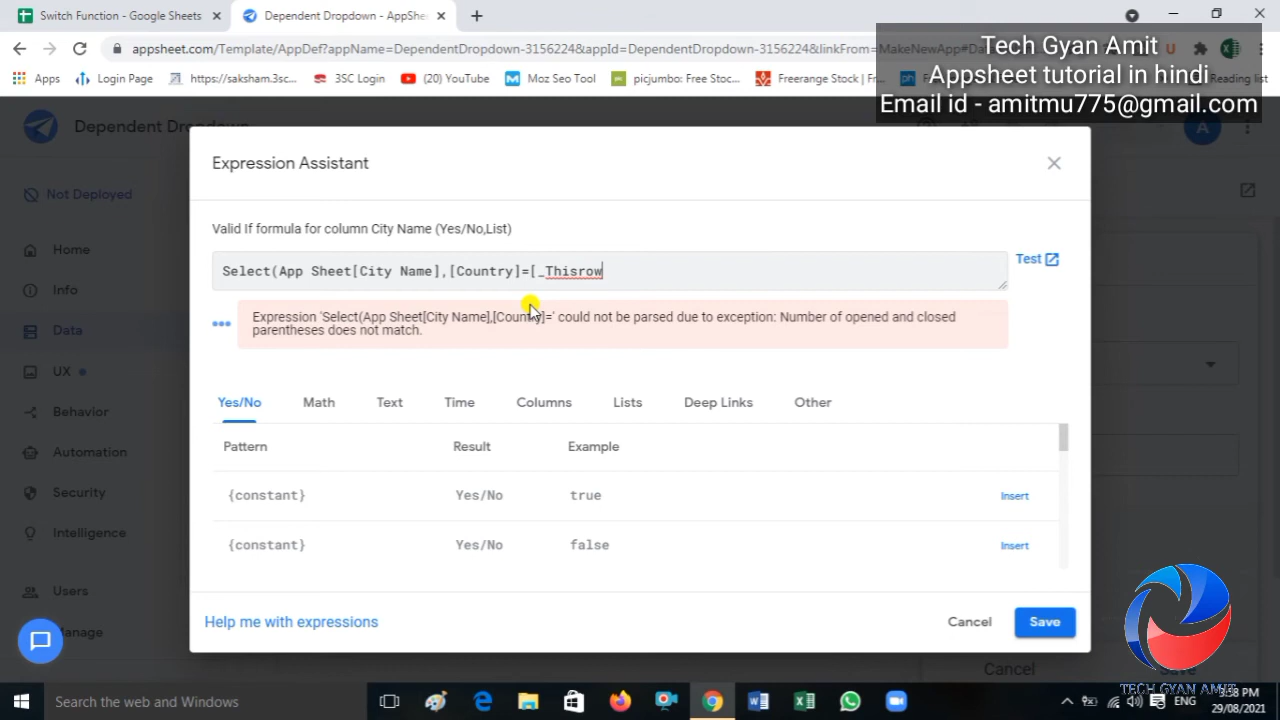 Switch Function - Google Sheets
Dependent Dropdown - AppShe
appsheet.com/Template/AppDef?appName=DependentDropdown-3156224&appId=DependentDropdown-3156224&linkFrom=MakeNewApp#Da
Apps
Login Page
https://saksham.3sc...
3SC Login
(20) YouTube
Moz Seo Tool
picjumbo: Free Stoc...
Freerange Stock | Fr...
Reading list
Tech Gyan Amit
Appsheet tutorial in hindi
Email id - amitmu775@gmail.com
Dependent Dropdown
A
Not Deployed
Home
Info
Data
UX
Behavior
Automation
Security
Intelligence
Users
Manage
Expression Assistant
Valid If formula for column City Name (Yes/No,List)
Select(App Sheet[City Name],[Country]=[_Thisrow
Test
Expression 'Select(App Sheet[City Name],[Country]=' could not be parsed due to exception: Number of opened and closed
parentheses does not match.
Yes/No Math Text Time Columns Lists Deep Links Other
Pattern Result Example
{constant} Yes/No true Insert
{constant} Yes/No false Insert
Help me with expressions
Cancel
Save
Cancel
Save
TECH GYAN AMIT
Search the web and Windows
ENG
3:58 PM
29/08/2021